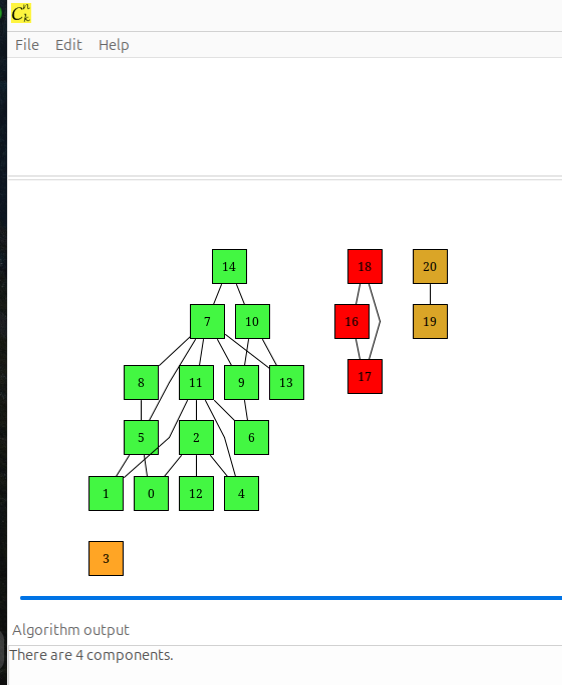 C n k
File Edit Help
14 18 20
7 10 16 19
8 11 9 13 17
5 2 6
1 0 12 4
3
Algorithm output
There are 4 components.